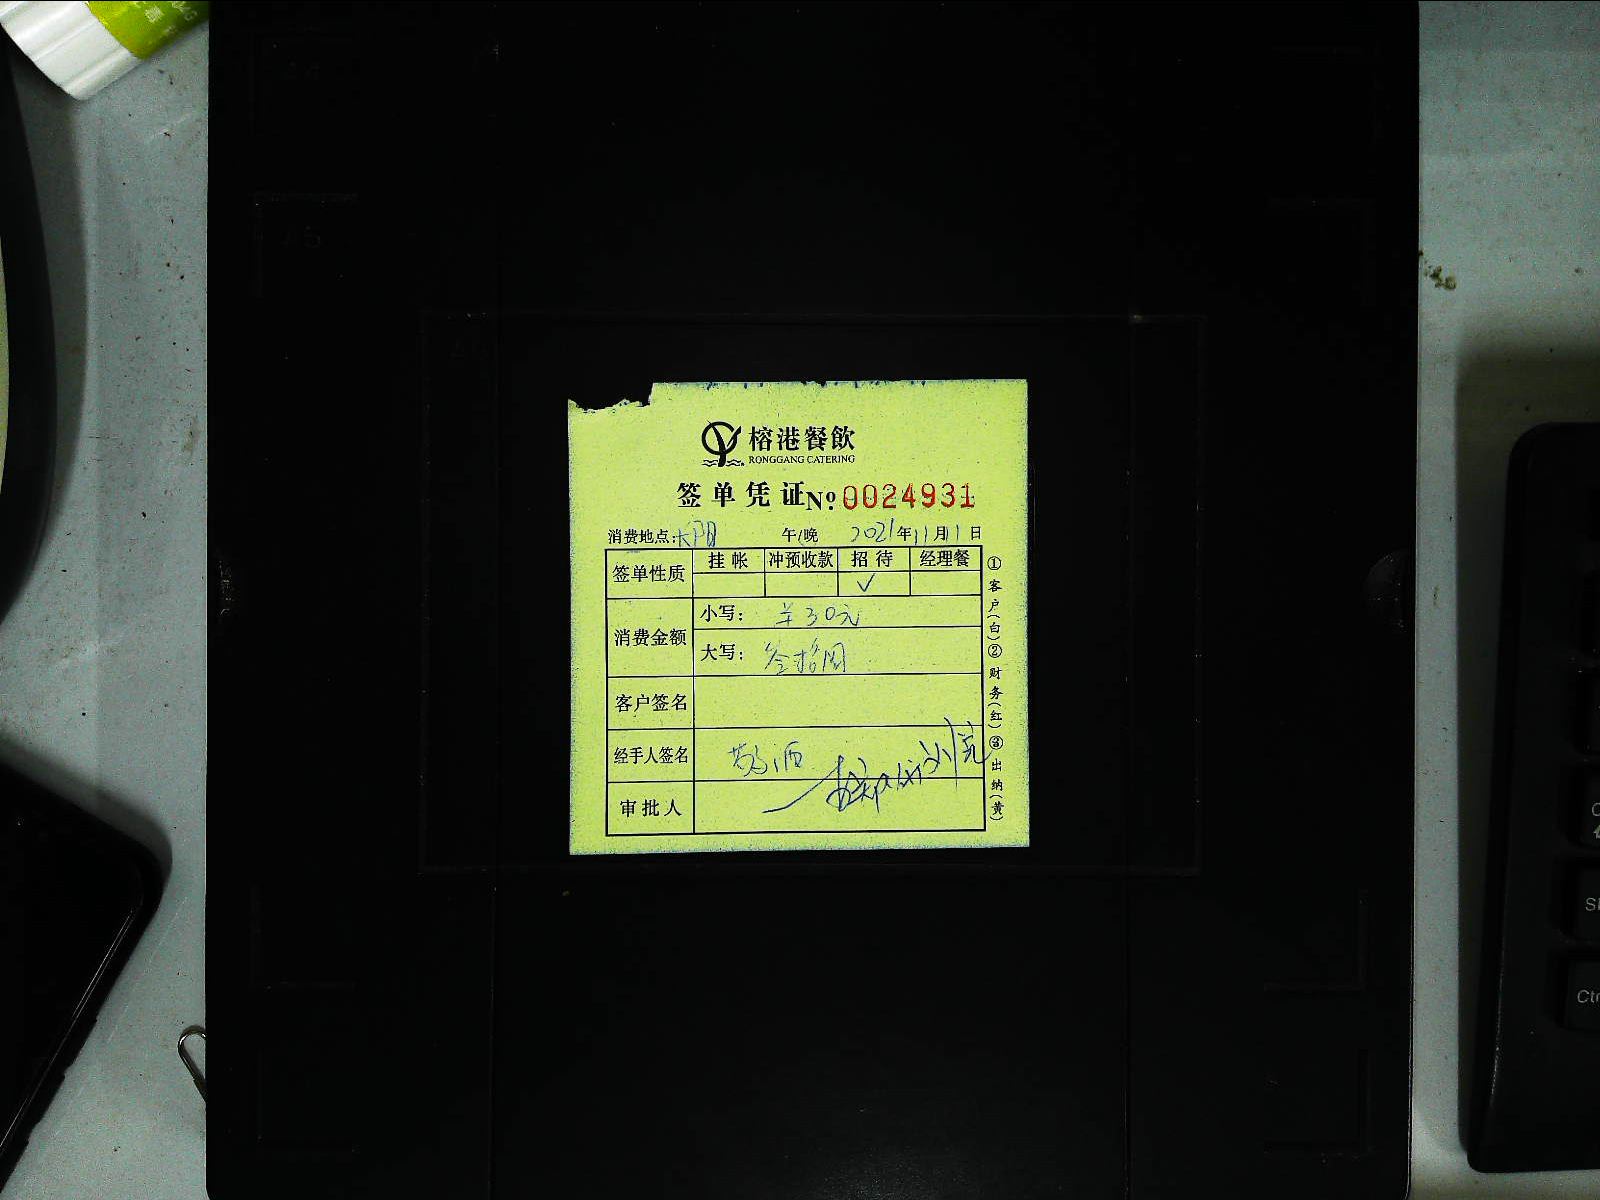 榕港餐飲
RONGGANG CATERING
签单凭证 No. 0024931
消费地点: 午/晚 2021年11月11日
签单性质 挂帐 冲预收款 招待 经理餐
✓
消费金额 小写: 30元
大写: 叁拾圆
客户签名
经手人签名
审批人
①客户(白)②财务(红)③出纳(黄)